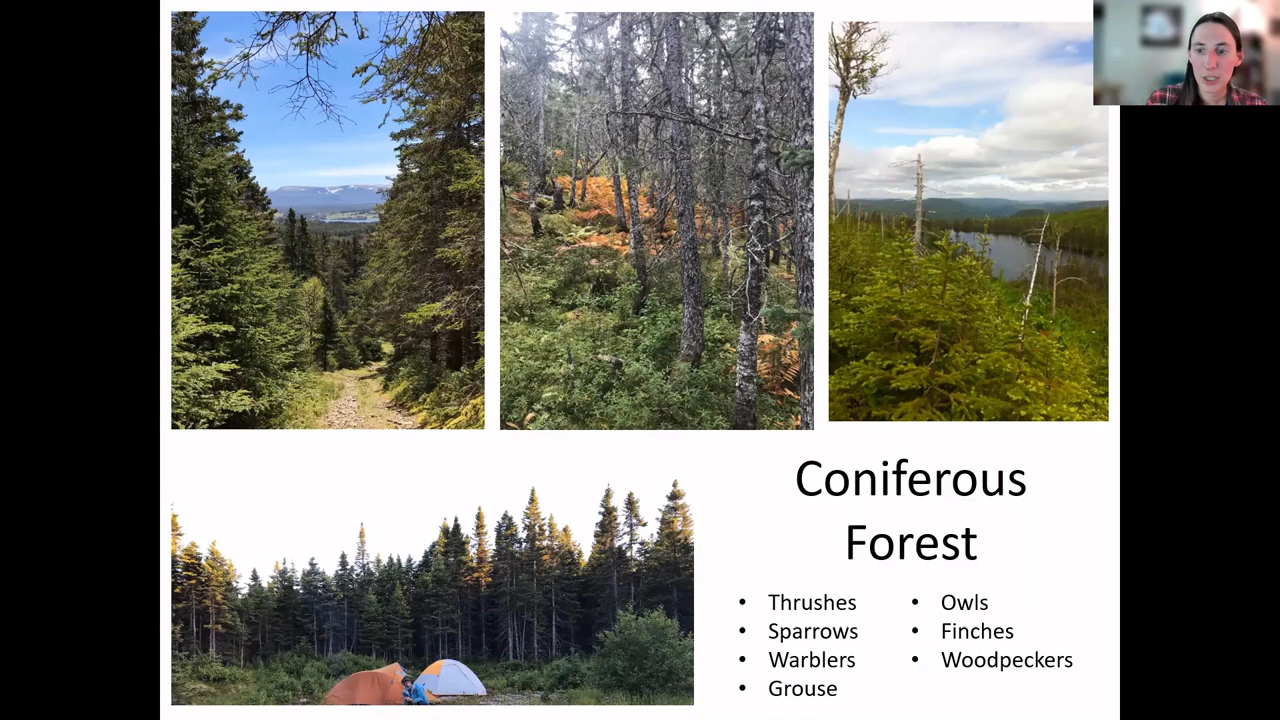 Coniferous
Forest
• Thrushes
• Sparrows
• Warblers
• Grouse
• Owls
• Finches
• Woodpeckers